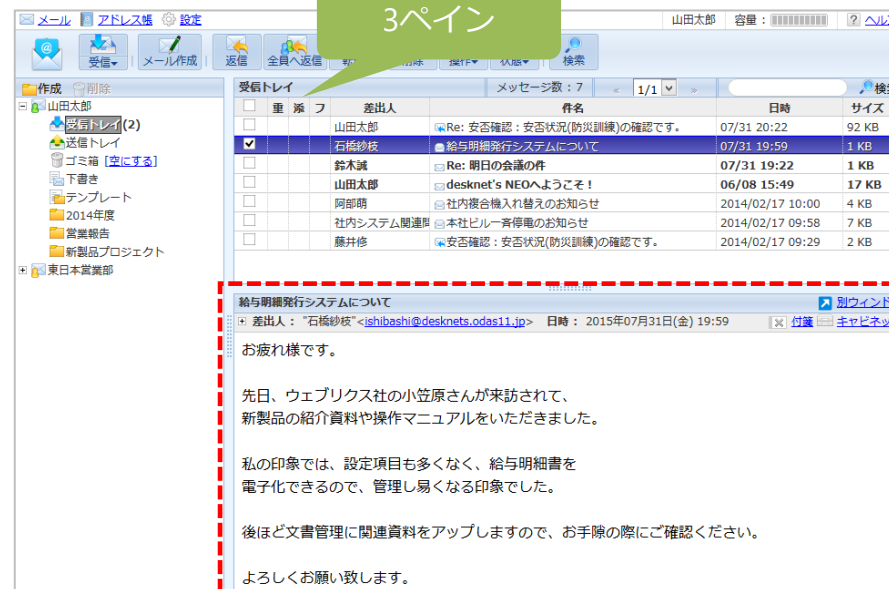 3ペイン
メール アドレス帳 設定 山田太郎 容量：
受信 メール作成 返信 全員へ返信 検索
作成 削除
山田太郎
受信トレイ(2)
送信トレイ
ゴミ箱 [空にする]
下書き
テンプレート
2014年度
営業報告
新製品プロジェクト
東日本営業部
受信トレイ メッセージ数：7 « 1/1 »
重 添 フ 差出人 件名 日時 サイズ
山田太郎 Re: 安否確認：安否状況(防災訓練)の確認です。 07/31 20:22 92 KB
石橋紗枝 給与明細発行システムについて 07/31 19:59 1 KB
鈴木誠 Re: 明日の会議の件 07/31 19:22 1 KB
山田太郎 desknet's NEOへようこそ！ 06/08 15:49 17 KB
阿部萌 社内複合機入れ替えのお知らせ 2014/02/17 10:00 4 KB
社内システム関連 本社ビル一斉停電のお知らせ 2014/02/17 09:58 7 KB
藤井修 安否確認：安否状況(防災訓練)の確認です。 2014/02/17 09:29 2 KB
給与明細発行システムについて 別ウィンド
差出人： "石橋紗枝"<ishibashi@desknets.odas11.jp> 日時： 2015年07月31日(金) 19:59 付箋 キャビネッ
お疲れ様です。
先日、ウェブリクス社の小笠原さんが来訪されて、
新製品の紹介資料や操作マニュアルをいただきました。
私の印象では、設定項目も多くなく、給与明細書を
電子化できるので、管理し易くなる印象でした。
後ほど文書管理に関連資料をアップしますので、お手隙の際にご確認ください。
よろしくお願い致します。